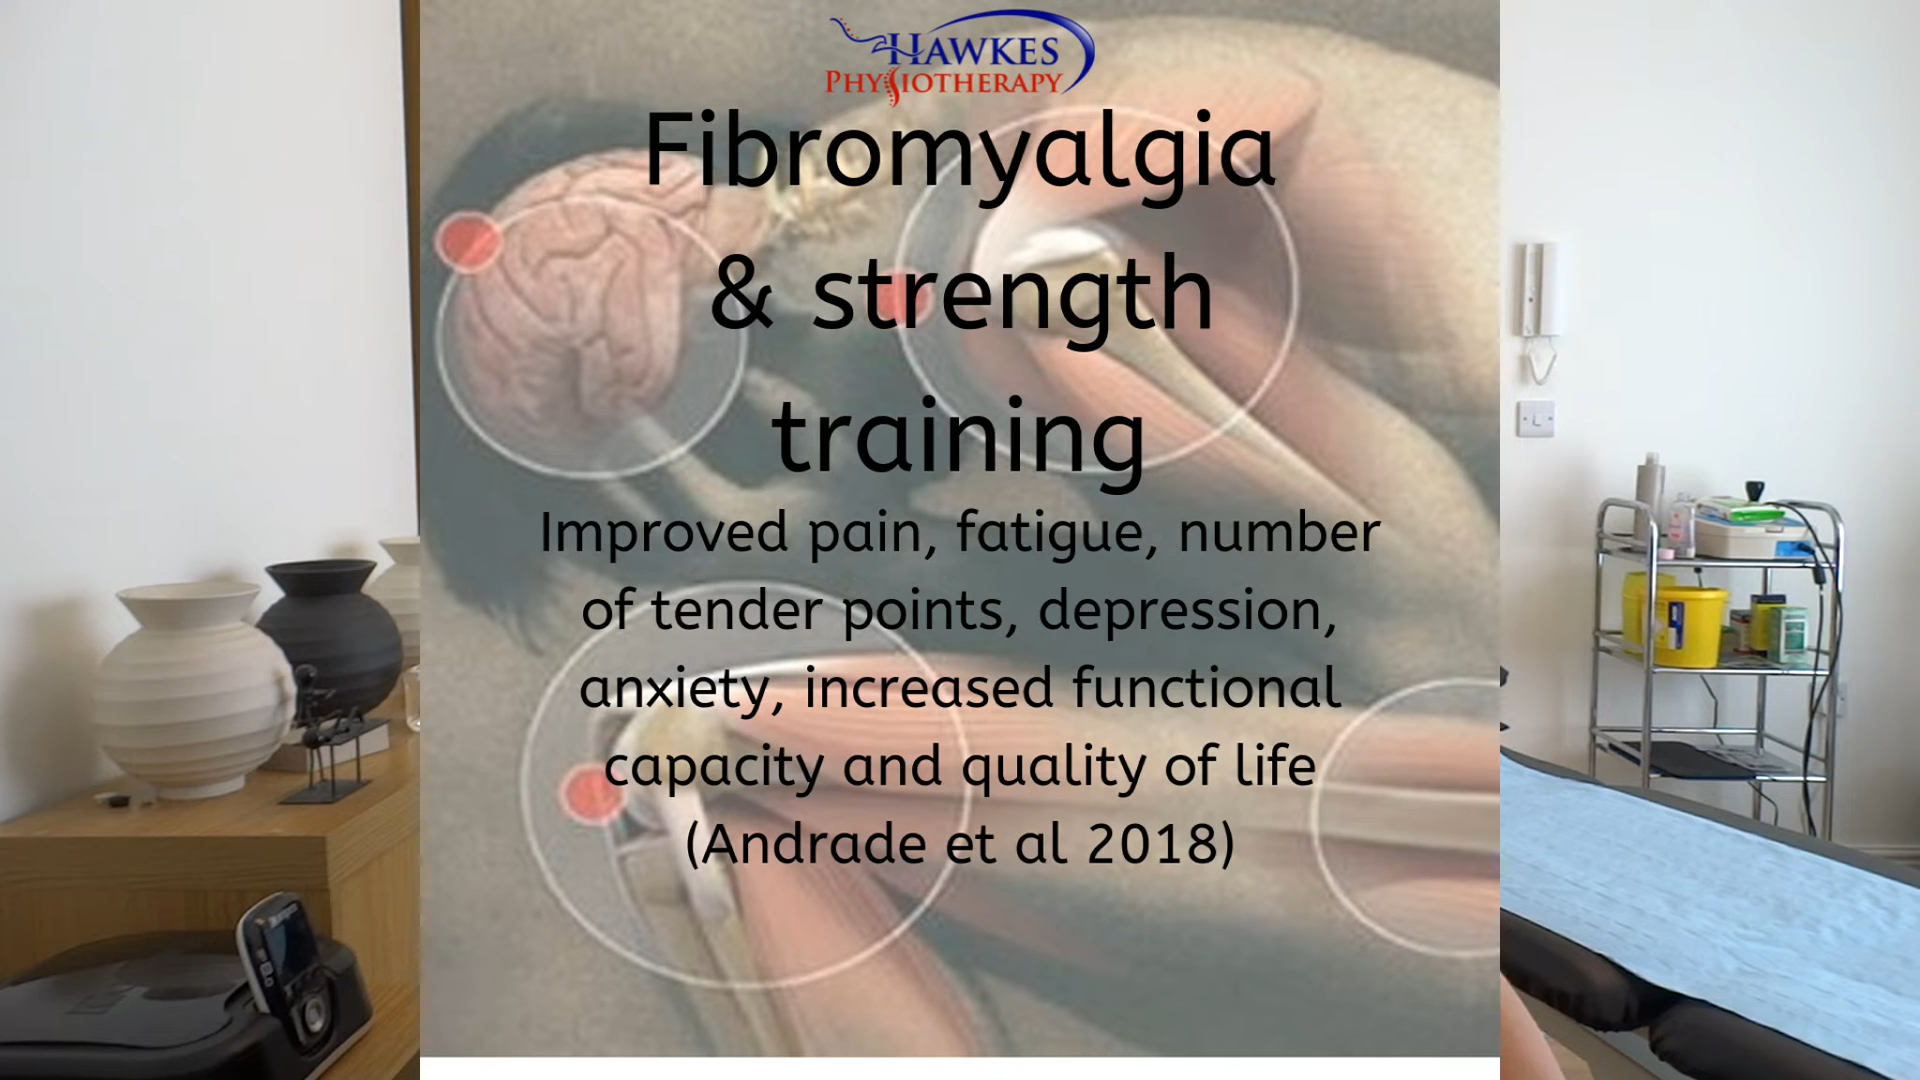 HAWKES
PHYSIOTHERAPY
Fibromyalgia
& strength
training
Improved pain, fatigue, number
of tender points, depression,
anxiety, increased functional
capacity and quality of life
(Andrade et al 2018)